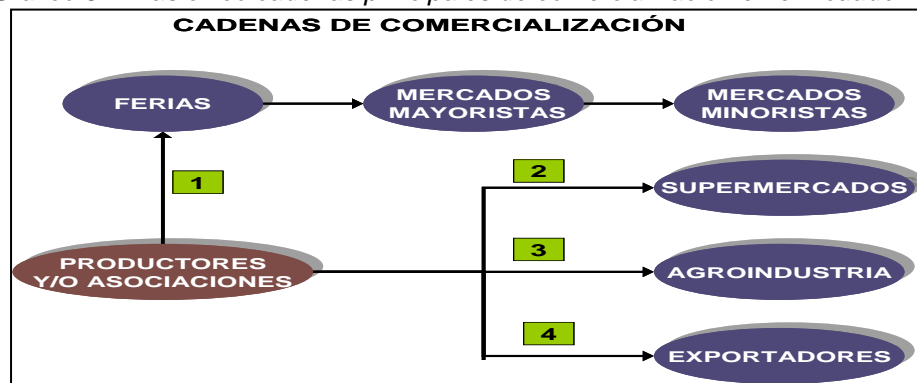 CADENAS DE COMERCIALIZACIÓN
FERIAS
MERCADOS
MAYORISTAS
MERCADOS
MINORISTAS
1
2
SUPERMERCADOS
PRODUCTORES
Y/O ASOCIACIONES
3
AGROINDUSTRIA
4
EXPORTADORES